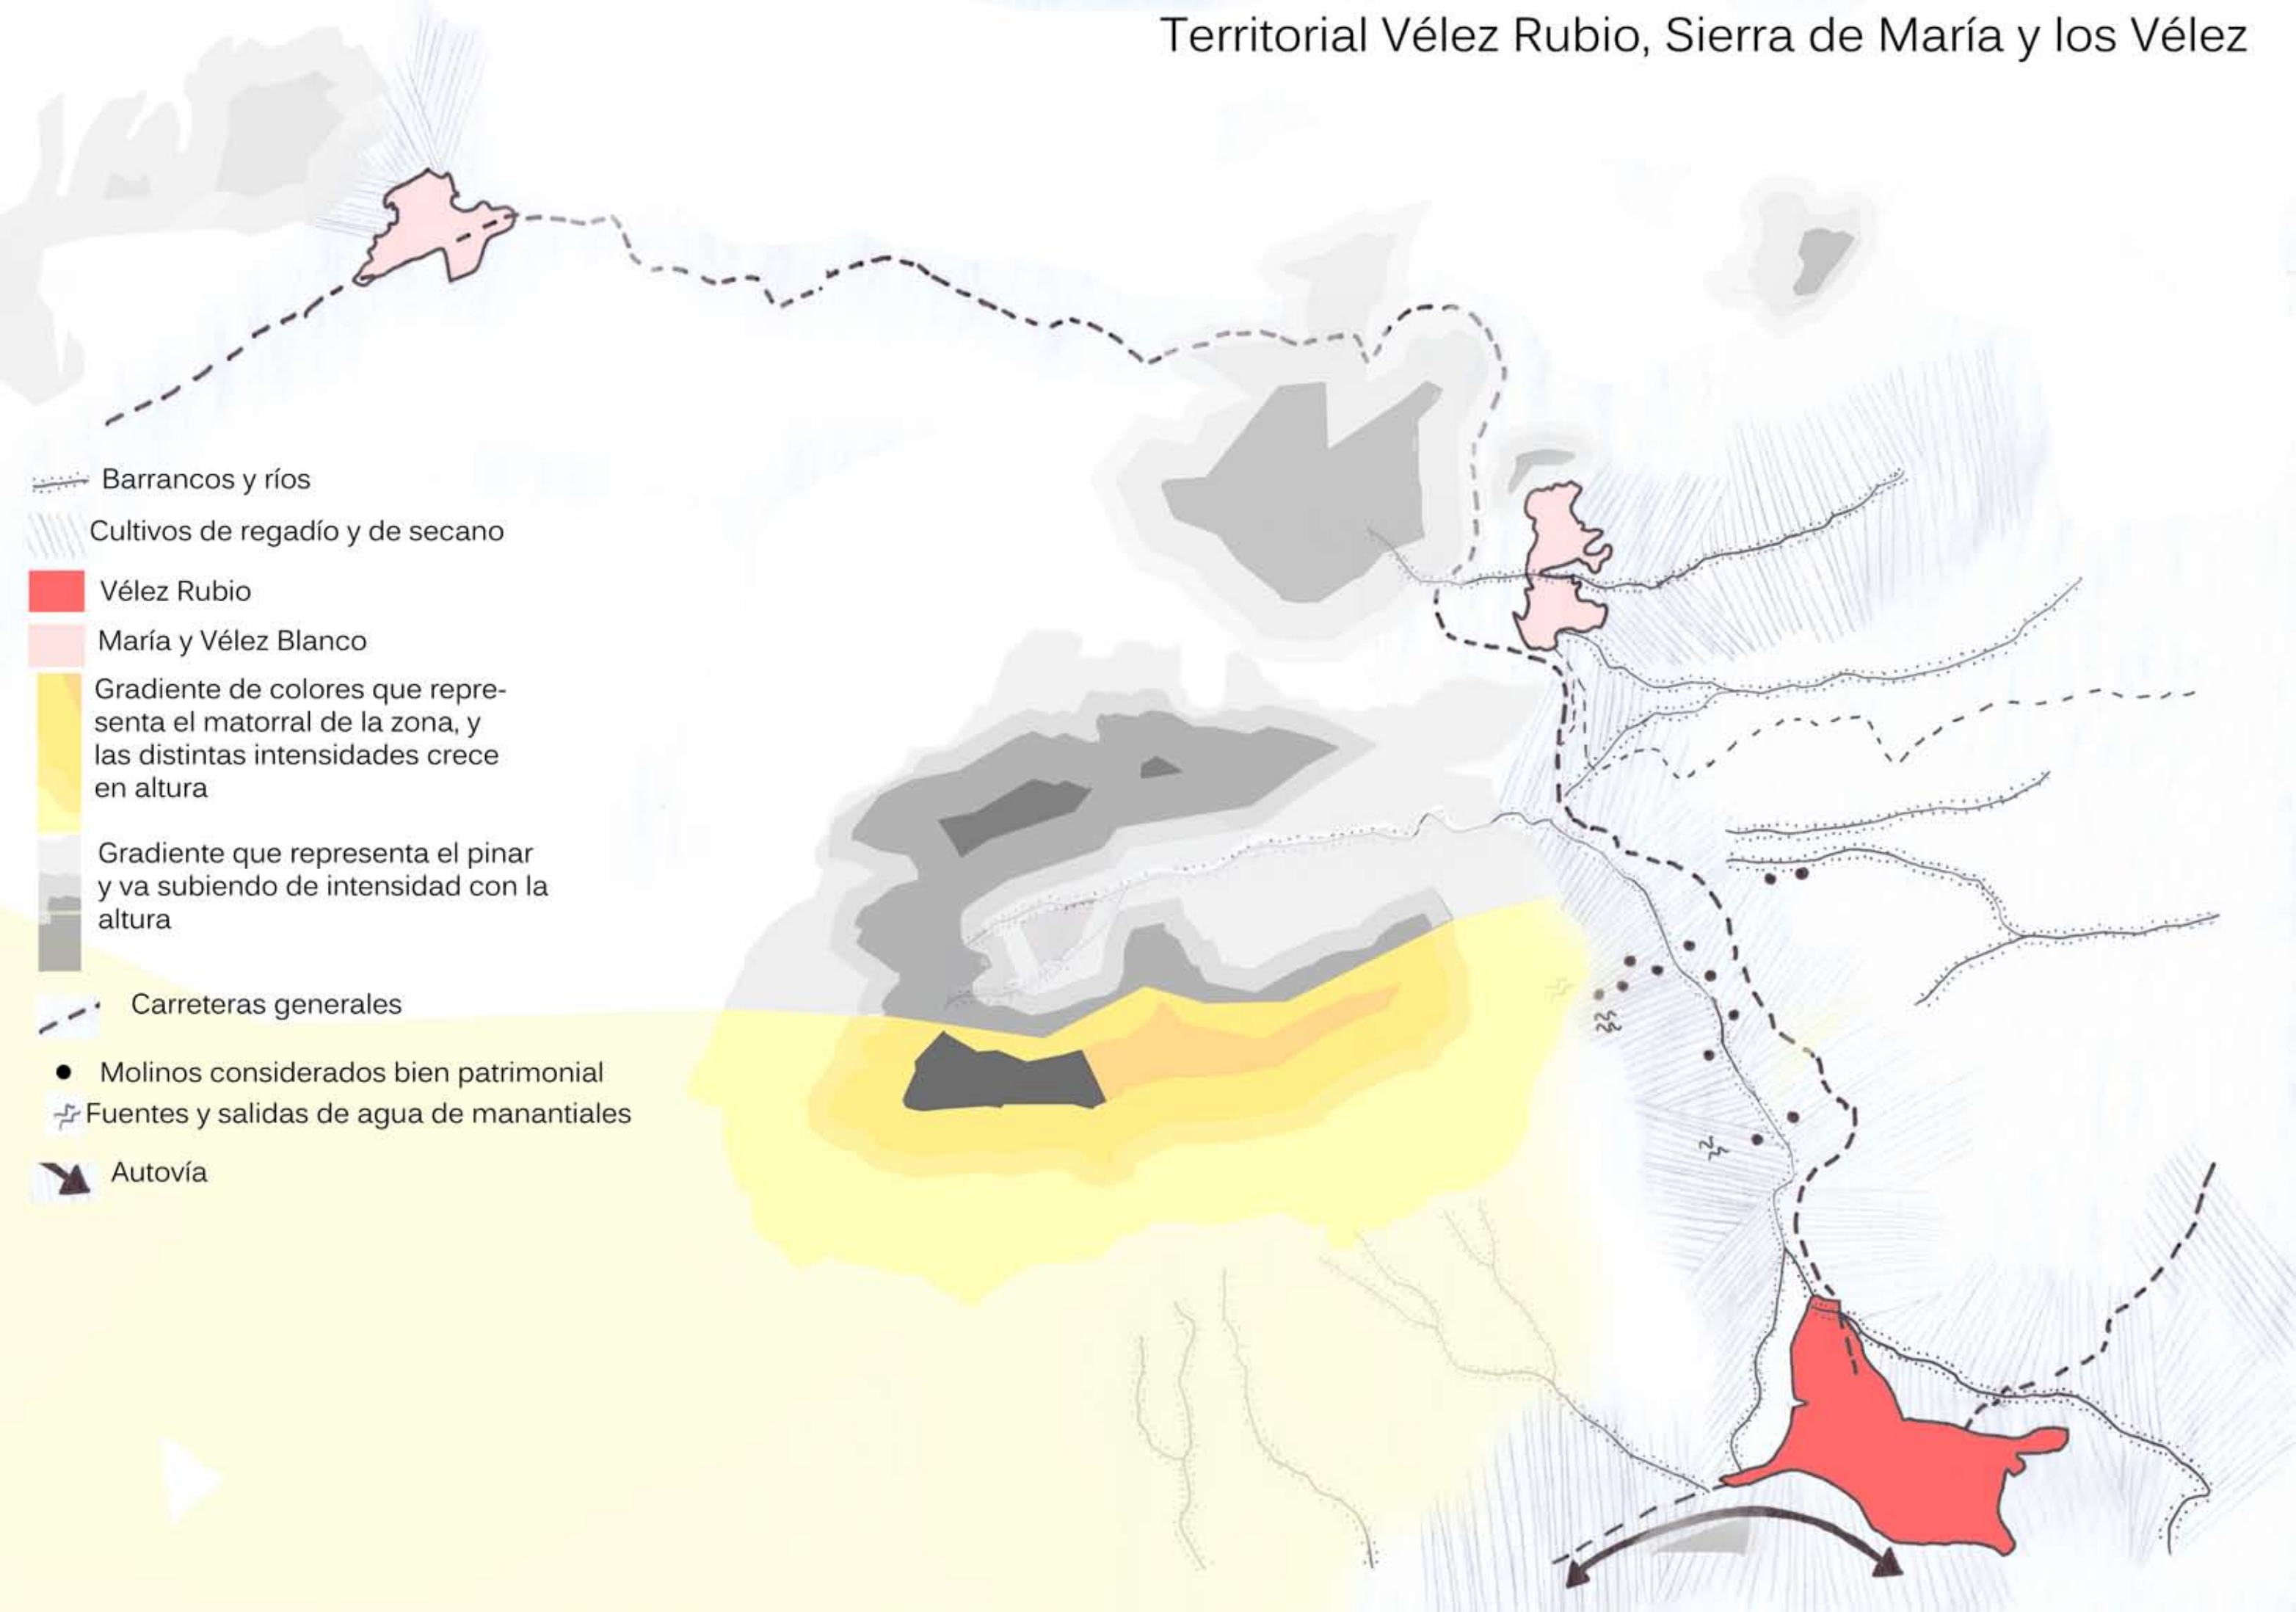 Territorial Vélez Rubio, Sierra de María y los Vélez
Barrancos y ríos
Cultivos de regadío y de secano
Vélez Rubio
María y Vélez Blanco
Gradiente de colores que repre-
senta el matorral de la zona, y
las distintas intensidades crece
en altura
Gradiente que representa el pinar
y va subiendo de intensidad con la
altura
Carreteras generales
Molinos considerados bien patrimonial
Fuentes y salidas de agua de manantiales
Autovía